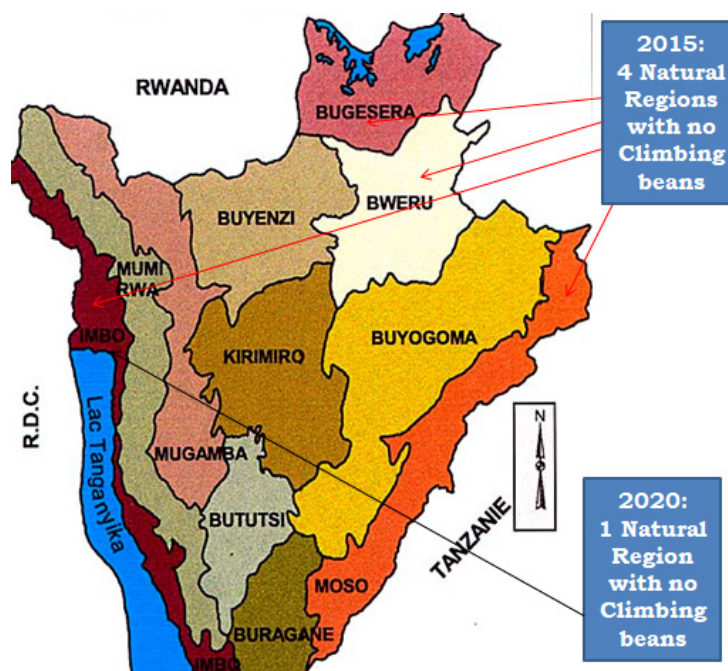 2015:
4 Natural
Regions
with no
Climbing
beans
RWANDA
BUGESERA
BWERU
BUYENZI
MUMI
RWA
IMBO
KIRIMIRO
BUYOGOMA
R.D.C.
Lac Tanganyika
MUGAMBA
BUTUTSI
N
TANZANIE
MOSO
BURAGANE
IMBO
2020:
1 Natural
Region
with no
Climbing
beans